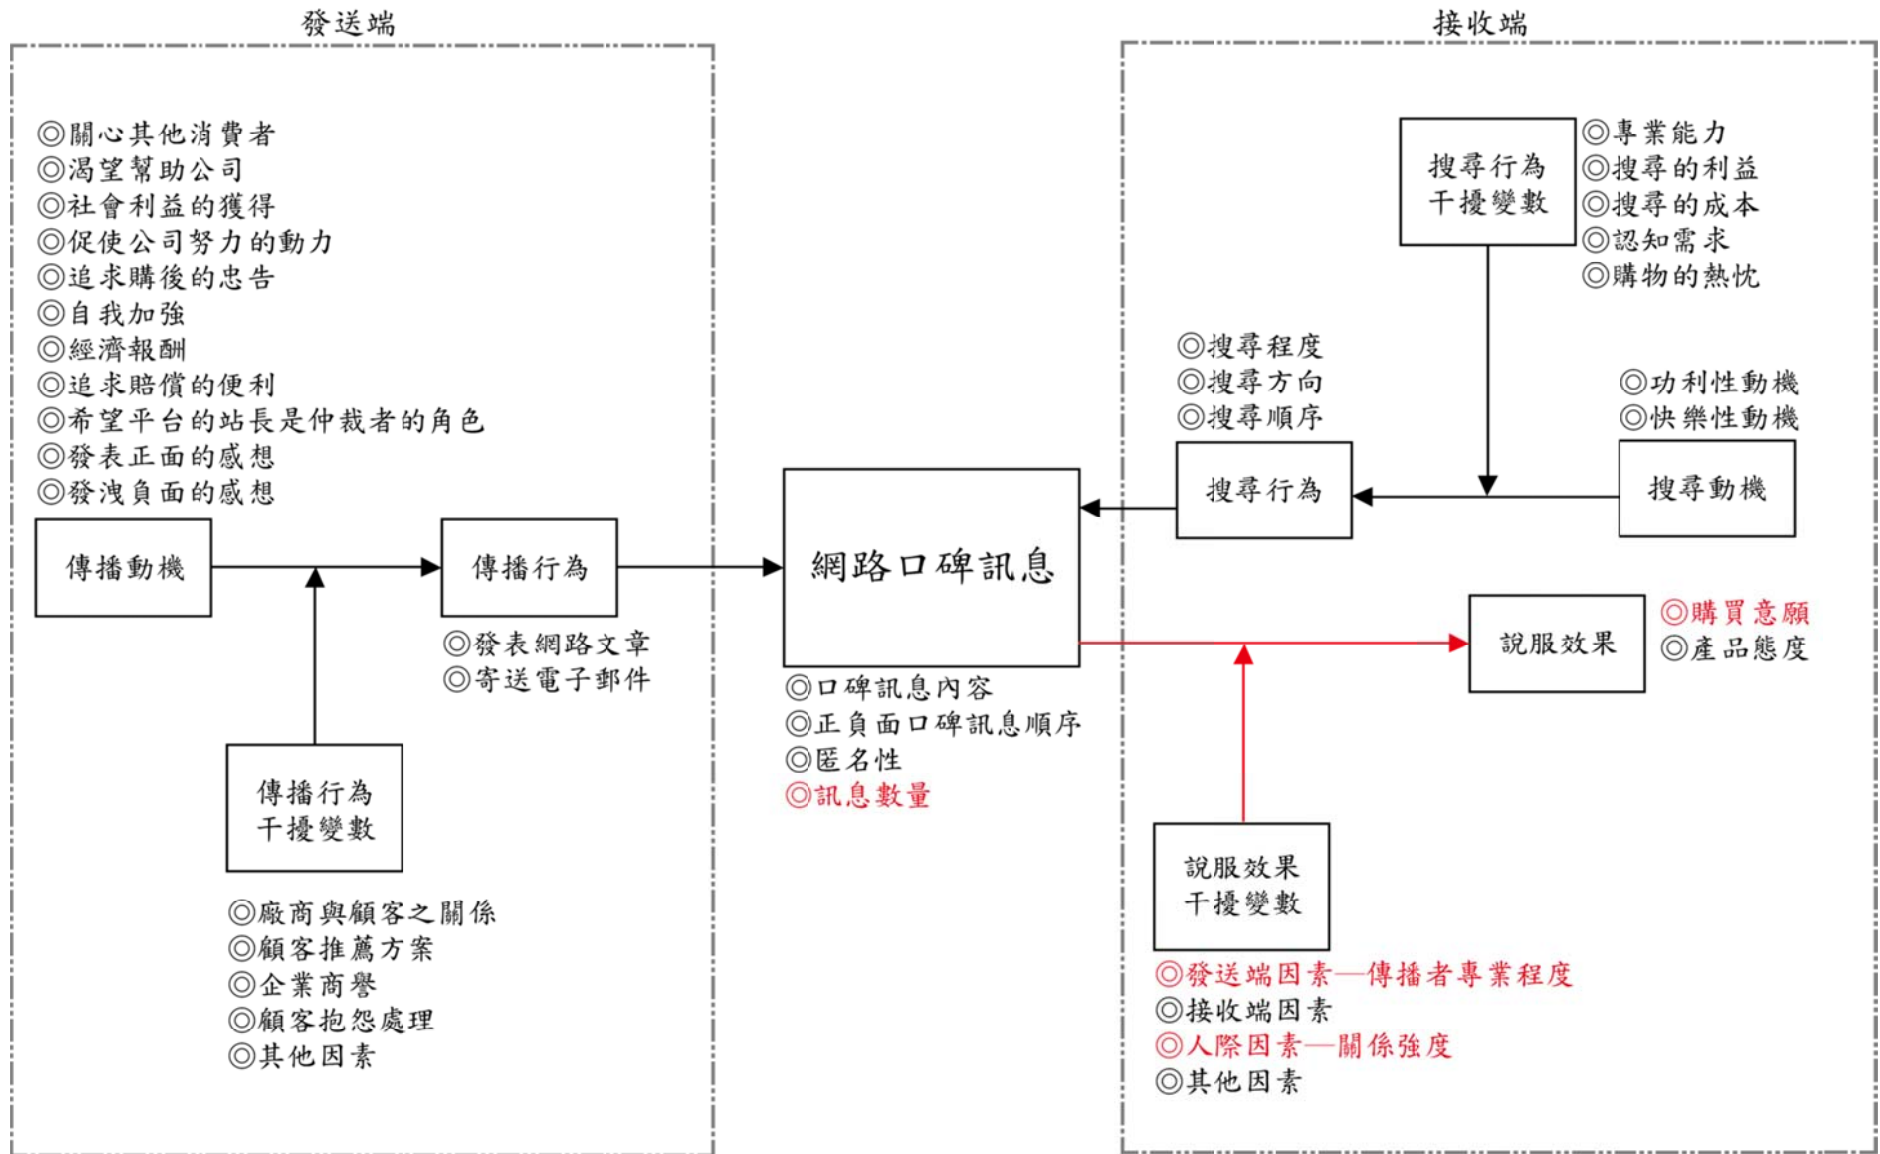 發送端
◎關心其他消費者
◎渴望幫助公司
◎社會利益的獲得
◎促使公司努力的動力
◎追求購後的忠告
◎自我加強
◎經濟報酬
◎追求賠償的便利
◎希望平台的站長是仲裁者的角色
◎發表正面的感想
◎發洩負面的感想
傳播動機
傳播行為
◎發表網路文章
◎寄送電子郵件
傳播行為
干擾變數
◎廠商與顧客之關係
◎顧客推薦方案
◎企業商譽
◎顧客抱怨處理
◎其他因素
網路口碑訊息
◎口碑訊息內容
◎正負面口碑訊息順序
◎匿名性
◎訊息數量
接收端
搜尋行為
干擾變數
◎專業能力
◎搜尋的利益
◎搜尋的成本
◎認知需求
◎購物的熱忱
◎搜尋程度
◎搜尋方向
◎搜尋順序
搜尋行為
◎功利性動機
◎快樂性動機
搜尋動機
說服效果
◎購買意願
◎產品態度
說服效果
干擾變數
◎發送端因素—傳播者專業程度
◎接收端因素
◎人際因素—關係強度
◎其他因素